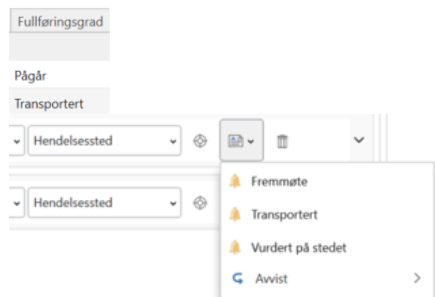 Fullføringsgrad
Pågår
Transportert
Hendelsessted
Fremmøte
Hendelsessted
Transportert
Vurdert på stedet
Avvist